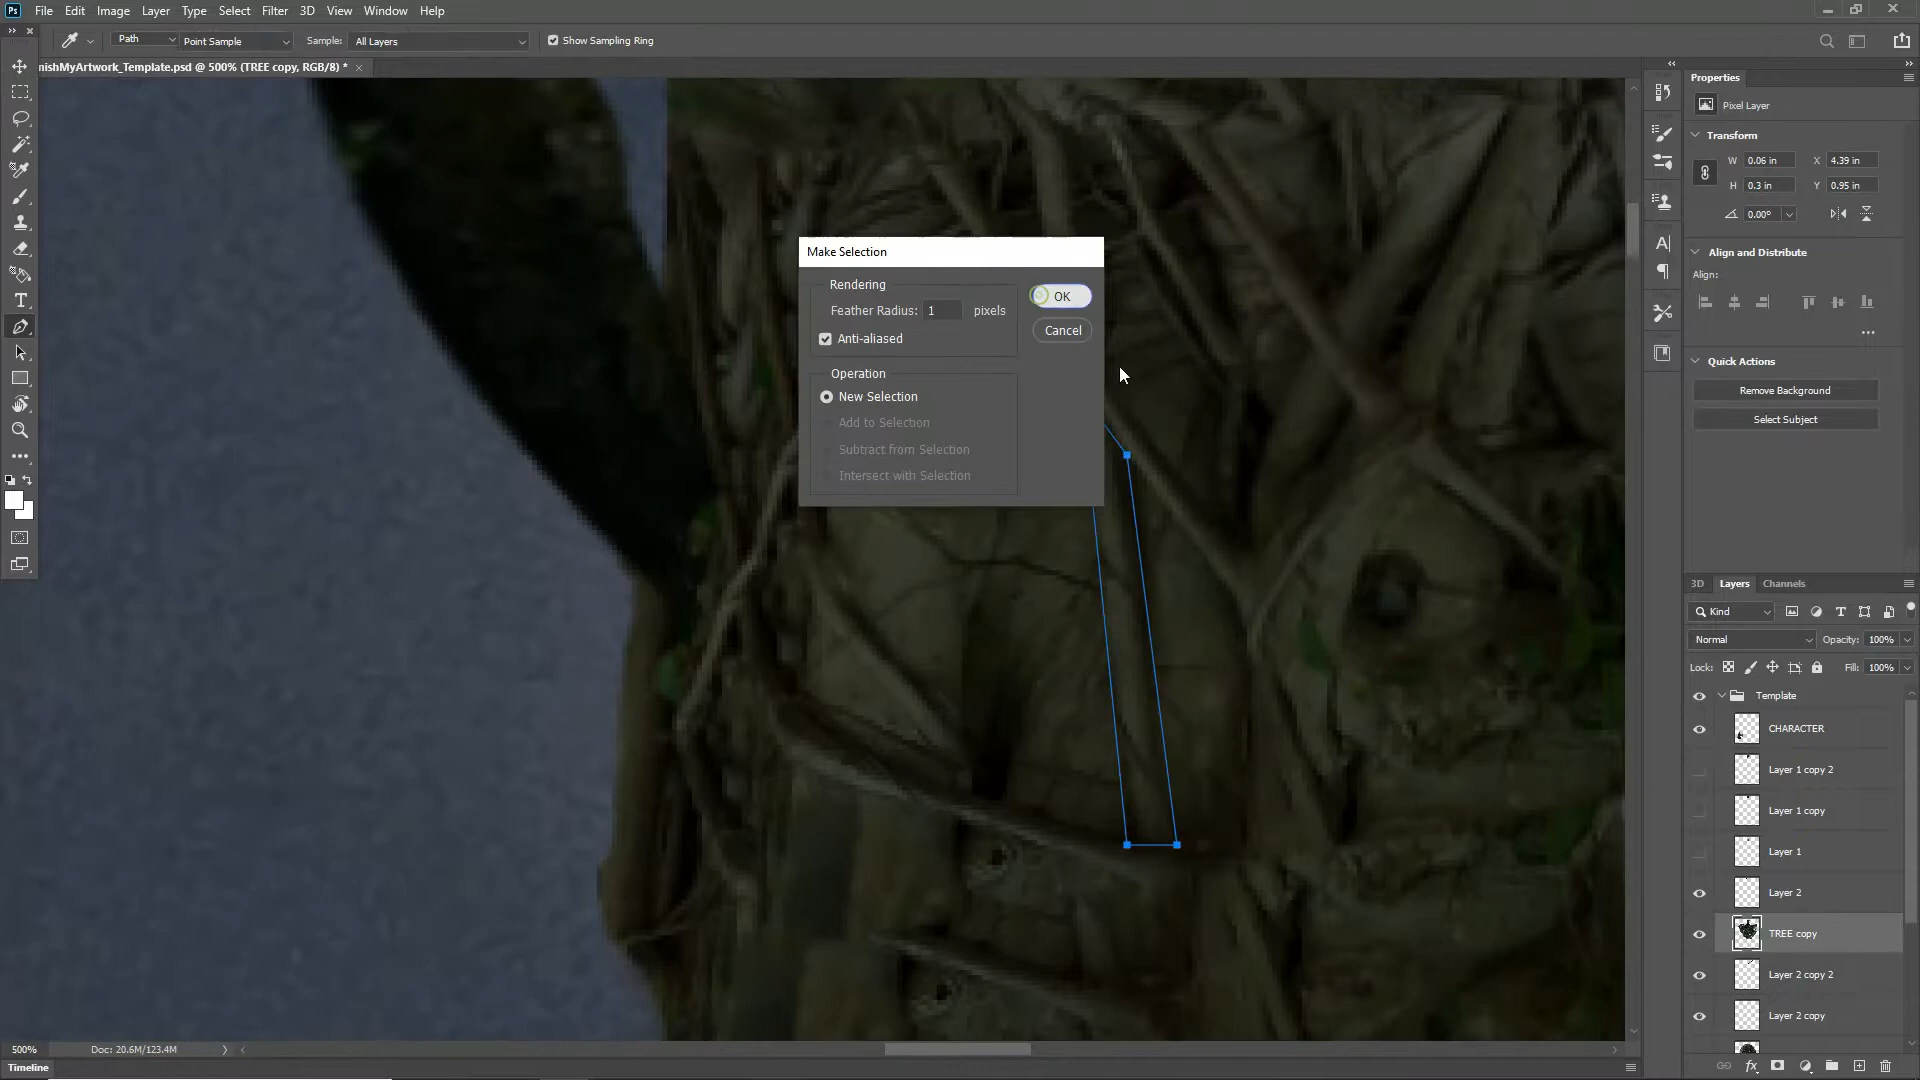 Ps File Edit Image Layer Type Select Filter 3D View Window Help
Path Point Sample Sample: All Layers Show Sampling Ring
nishMyArtwork_Template.psd @ 500% (TREE copy, RGB/8) *
Properties
Pixel Layer
Transform
W 0.06 in X 4.39 in
H 0.3 in Y 0.95 in
0.00°
Align and Distribute
Align:
Quick Actions
Remove Background
Select Subject
Make Selection
Rendering
Feather Radius: 1 pixels
Anti-aliased
OK
Cancel
Operation
New Selection
Add to Selection
Subtract from Selection
Intersect with Selection
3D Layers Channels
Kind
Normal Opacity: 100%
Lock: Fill: 100%
Template
CHARACTER
Layer 1 copy 2
Layer 1 copy
Layer 1
Layer 2
TREE copy
Layer 2 copy 2
Layer 2 copy
500% Doc: 20.6M/123.4M
Timeline